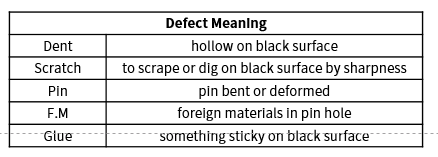 Defect Meaning
Dent hollow on black surface
Scratch to scrape or dig on black surface by sharpness
Pin pin bent or deformed
F.M foreign materials in pin hole
Glue something sticky on black surface